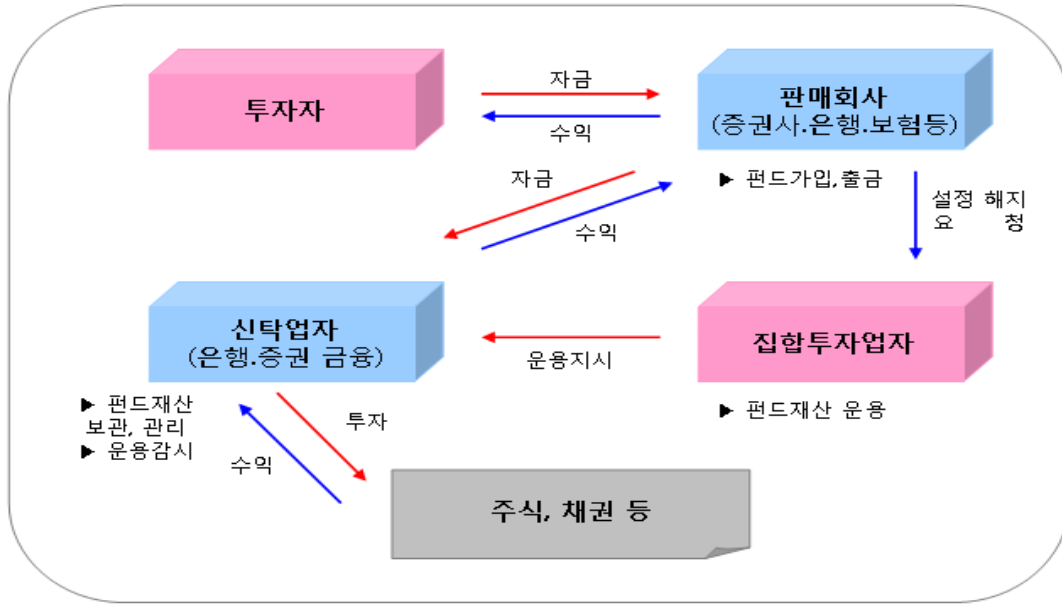 투자자
자금
수익
판매회사
(증권사.은행.보험등)
▶ 펀드가입,출금
자금
수익
설정 해지
요 청
신탁업자
(은행.증권 금융)
운용지시
집합투자업자
▶ 펀드재산
보관, 관리
▶ 운용감시
▶ 펀드재산 운용
투자
수익
주식, 채권 등